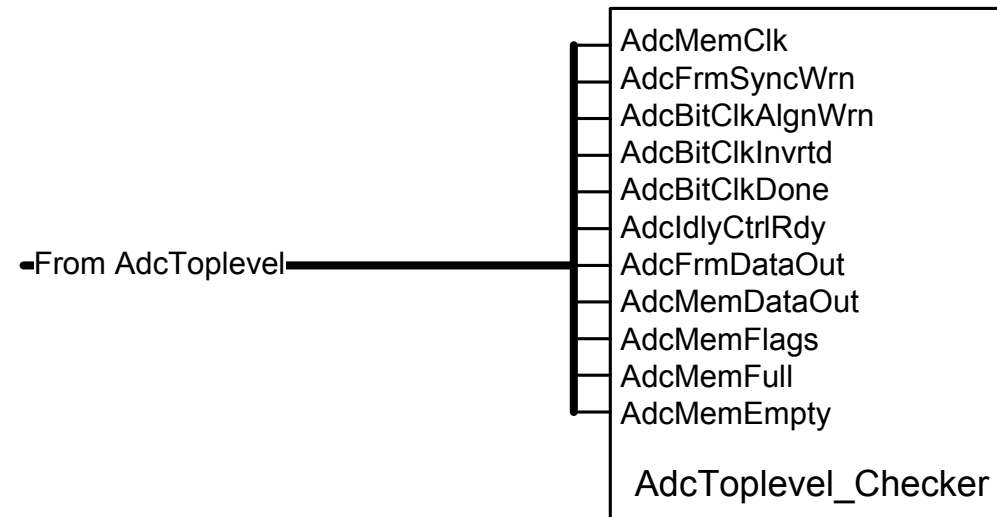 AdcMemClk
AdcFrmSyncWrn
AdcBitClkAlgnWrn
AdcBitClkInvrtd
AdcBitClkDone
AdcIdlyCtrlRdy
From AdcToplevel
AdcFrmDataOut
AdcMemDataOut
AdcMemFlags
AdcMemFull
AdcMemEmpty
AdcToplevel_Checker